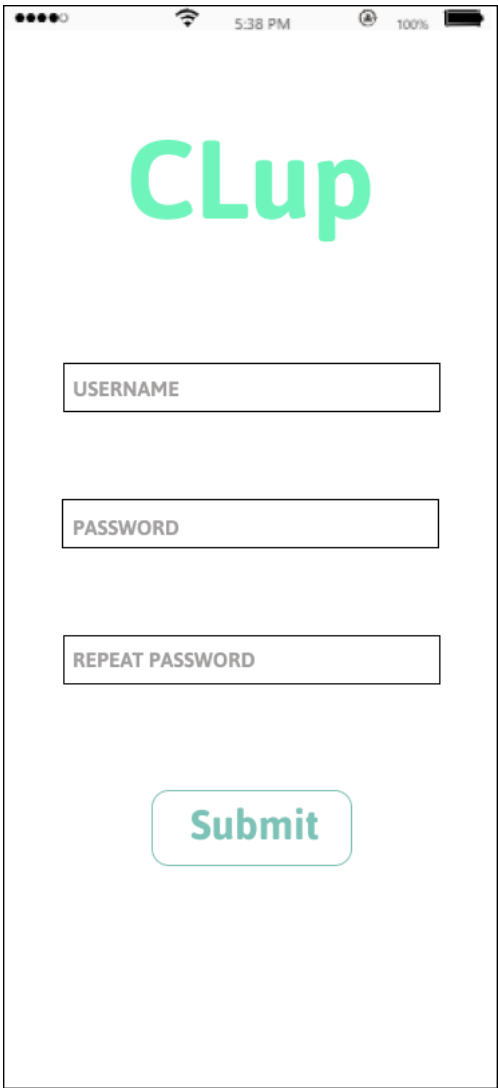 5:38 PM 100%
CLup
USERNAME
PASSWORD
REPEAT PASSWORD
Submit